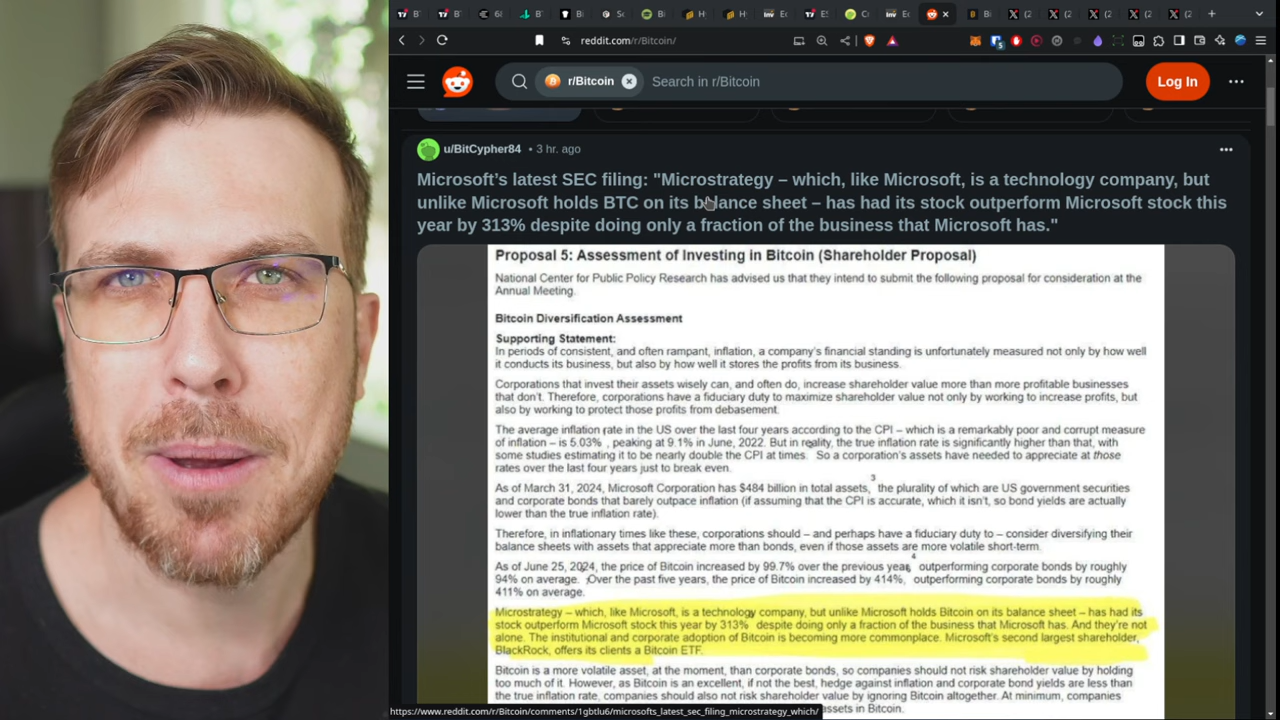 reddit.com/r/Bitcoin/
r/Bitcoin
Search in r/Bitcoin
Log In
u/BitCypher84 • 3 hr. ago
Microsoft’s latest SEC filing: "Microstrategy – which, like Microsoft, is a technology company, but
unlike Microsoft holds BTC on its balance sheet – has had its stock outperform Microsoft stock this
year by 313% despite doing only a fraction of the business that Microsoft has."
Proposal 5: Assessment of Investing in Bitcoin (Shareholder Proposal)
National Center for Public Policy Research has advised us that they intend to submit the following proposal for consideration at the
Annual Meeting.
Bitcoin Diversification Assessment
Supporting Statement:
In periods of consistent, and often rampant, inflation, a company's financial standing is unfortunately measured not only by how well
it conducts its business, but also by how well it stores the profits from its business.
Corporations that invest their assets wisely can, and often do, increase shareholder value more than more profitable businesses
that don't. Therefore, corporations have a fiduciary duty to maximize shareholder value not only by working to increase profits, but
also by working to protect those profits from debasement.
The average inflation rate in the US over the last four years according to the CPI – which is a remarkably poor and corrupt measure
of inflation – is 5.03% , peaking at 9.1% in June, 2022. But in reality, the true inflation rate is significantly higher than that, with
some studies estimating it to be nearly double the CPI at times. So a corporation's assets have needed to appreciate at those
rates over the last four years just to break even.
As of March 31, 2024, Microsoft Corporation has $484 billion in total assets, 3 the plurality of which are US government securities
and corporate bonds that barely outpace inflation (if assuming that the CPI is accurate, which it isn't, so bond yields are actually
lower than the true inflation rate).
Therefore, in inflationary times like these, corporations should – and perhaps have a fiduciary duty to – consider diversifying their
balance sheets with assets that appreciate more than bonds, even if those assets are more volatile short-term.
As of June 25, 2024, the price of Bitcoin increased by 99.7% over the previous year, 4 outperforming corporate bonds by roughly
94% on average. Over the past five years, the price of Bitcoin increased by 414%, outperforming corporate bonds by roughly
411% on average.
Microstrategy – which, like Microsoft, is a technology company, but unlike Microsoft holds Bitcoin on its balance sheet – has had its
stock outperform Microsoft stock this year by 313% despite doing only a fraction of the business that Microsoft has. And they're not
alone. The institutional and corporate adoption of Bitcoin is becoming more commonplace. Microsoft's second largest shareholder,
BlackRock, offers its clients a Bitcoin ETF.
Bitcoin is a more volatile asset, at the moment, than corporate bonds, so companies should not risk shareholder value by holding
too much of it. However, as Bitcoin is an excellent, if not the best, hedge against inflation and corporate bond yields are less than
the true inflation rate, companies should also not risk shareholder value by ignoring Bitcoin altogether. At minimum, companies
assets in Bitcoin.
https://www.reddit.com/r/Bitcoin/comments/1gbtlu6/microsofts_latest_sec_filing_microstrategy_which/